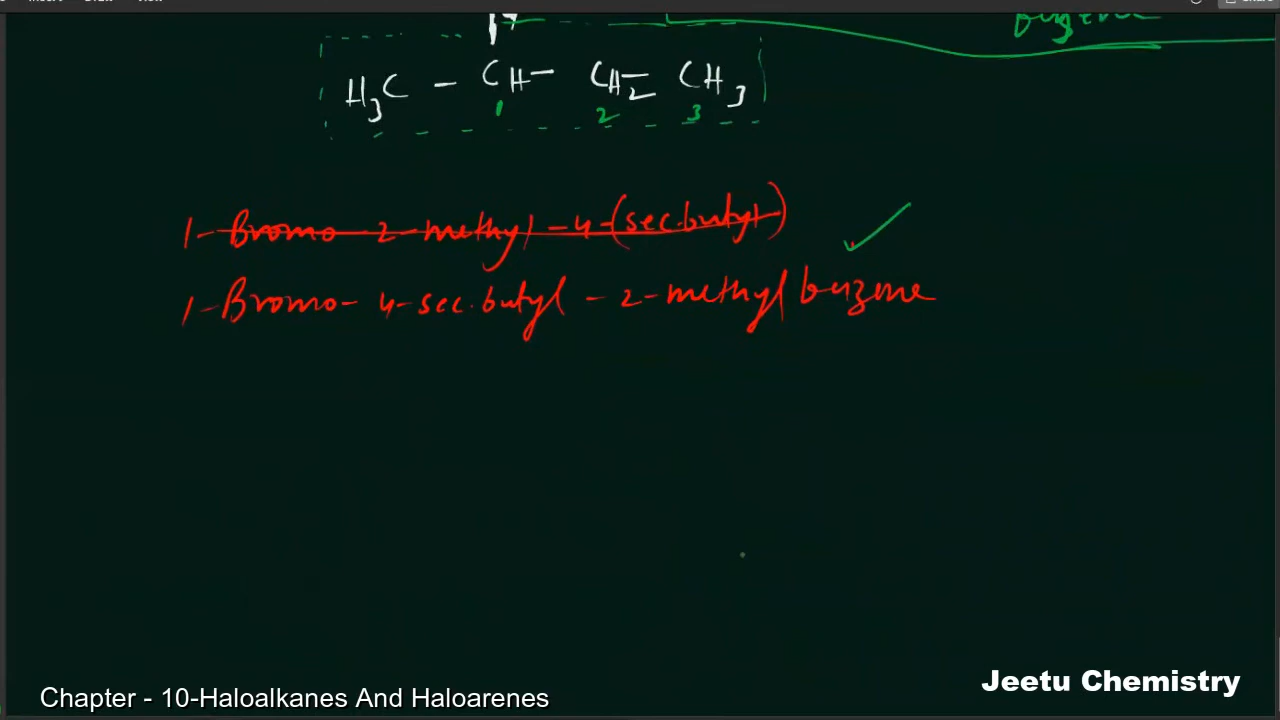 benzene
H3C - CH - CH2 - CH3
1 2 3
1-Bromo-2-methyl-4-(sec.butyl)
1-Bromo-4-sec.butyl-2-methyl benzene
Chapter - 10-Haloalkanes And Haloarenes
Jeetu Chemistry